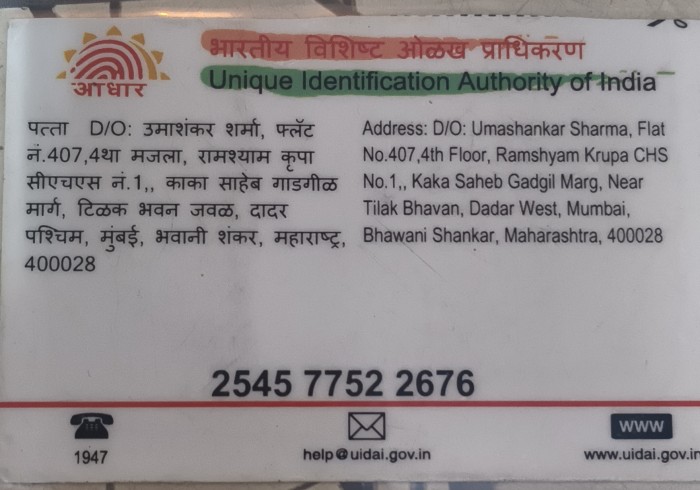 भारतीय विशिष्ट ओळख प्राधिकरण
Unique Identification Authority of India
आधार
पत्ता D/O: उमाशंकर शर्मा, फ्लॅट
नं.407,4था मजला, रामश्याम कृपा
सीएचएस नं.1,, काका साहेब गाडगीळ
मार्ग, टिळक भवन जवळ, दादर
पश्चिम, मुंबई, भवानी शंकर, महाराष्ट्र,
400028
Address: D/O: Umashankar Sharma, Flat
No.407,4th Floor, Ramshyam Krupa CHS
No.1,, Kaka Saheb Gadgil Marg, Near
Tilak Bhavan, Dadar West, Mumbai,
Bhawani Shankar, Maharashtra, 400028
2545 7752 2676
1947
help@uidai.gov.in
www
www.uidai.gov.in